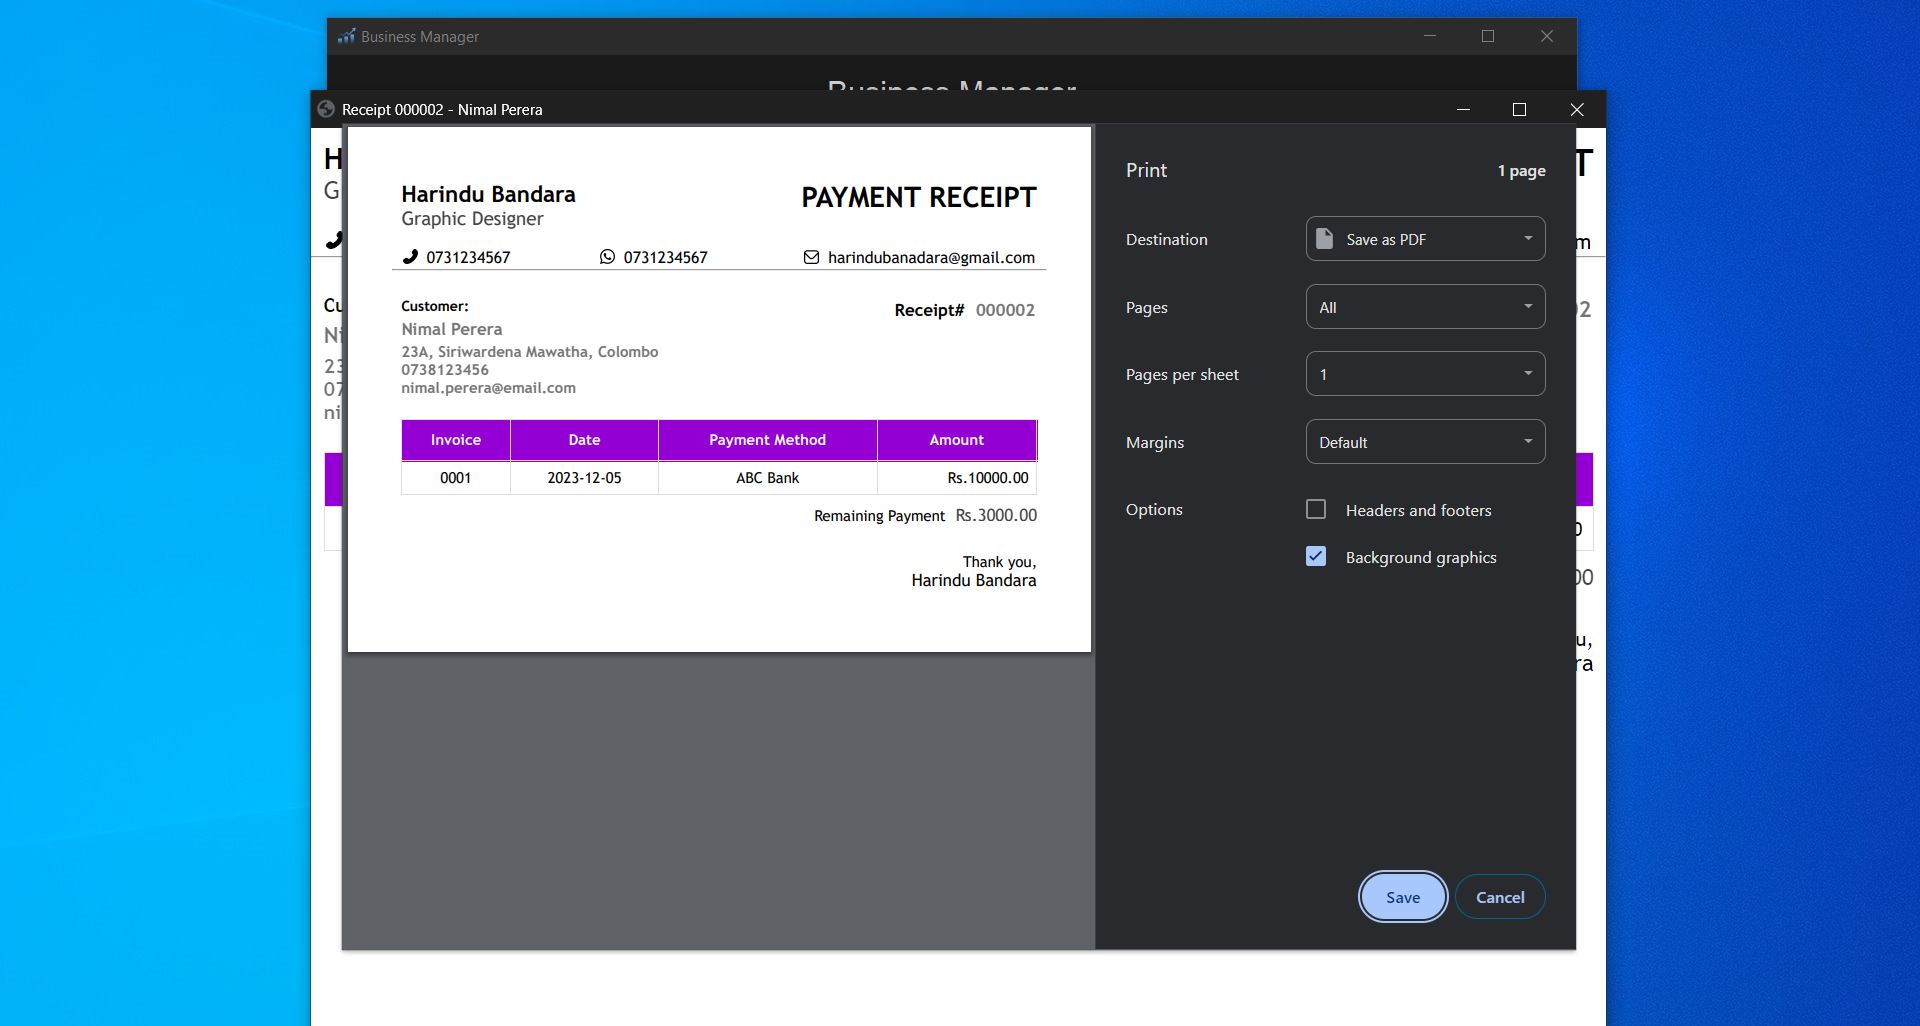 Business Manager
Business Manager
Receipt 000002 - Nimal Perera
Harindu Bandara
PAYMENT RECEIPT
Graphic Designer
0731234567
0731234567
harindubanadara@gmail.com
Customer:
Receipt# 000002
Nimal Perera
23A, Siriwardena Mawatha, Colombo
0738123456
nimal.perera@email.com
Invoice Date Payment Method Amount
0001 2023-12-05 ABC Bank Rs.10000.00
Remaining Payment Rs.3000.00
Thank you,
Harindu Bandara
Print 1 page
Destination Save as PDF
Pages All
Pages per sheet 1
Margins Default
Options Headers and footers
Background graphics
Save Cancel